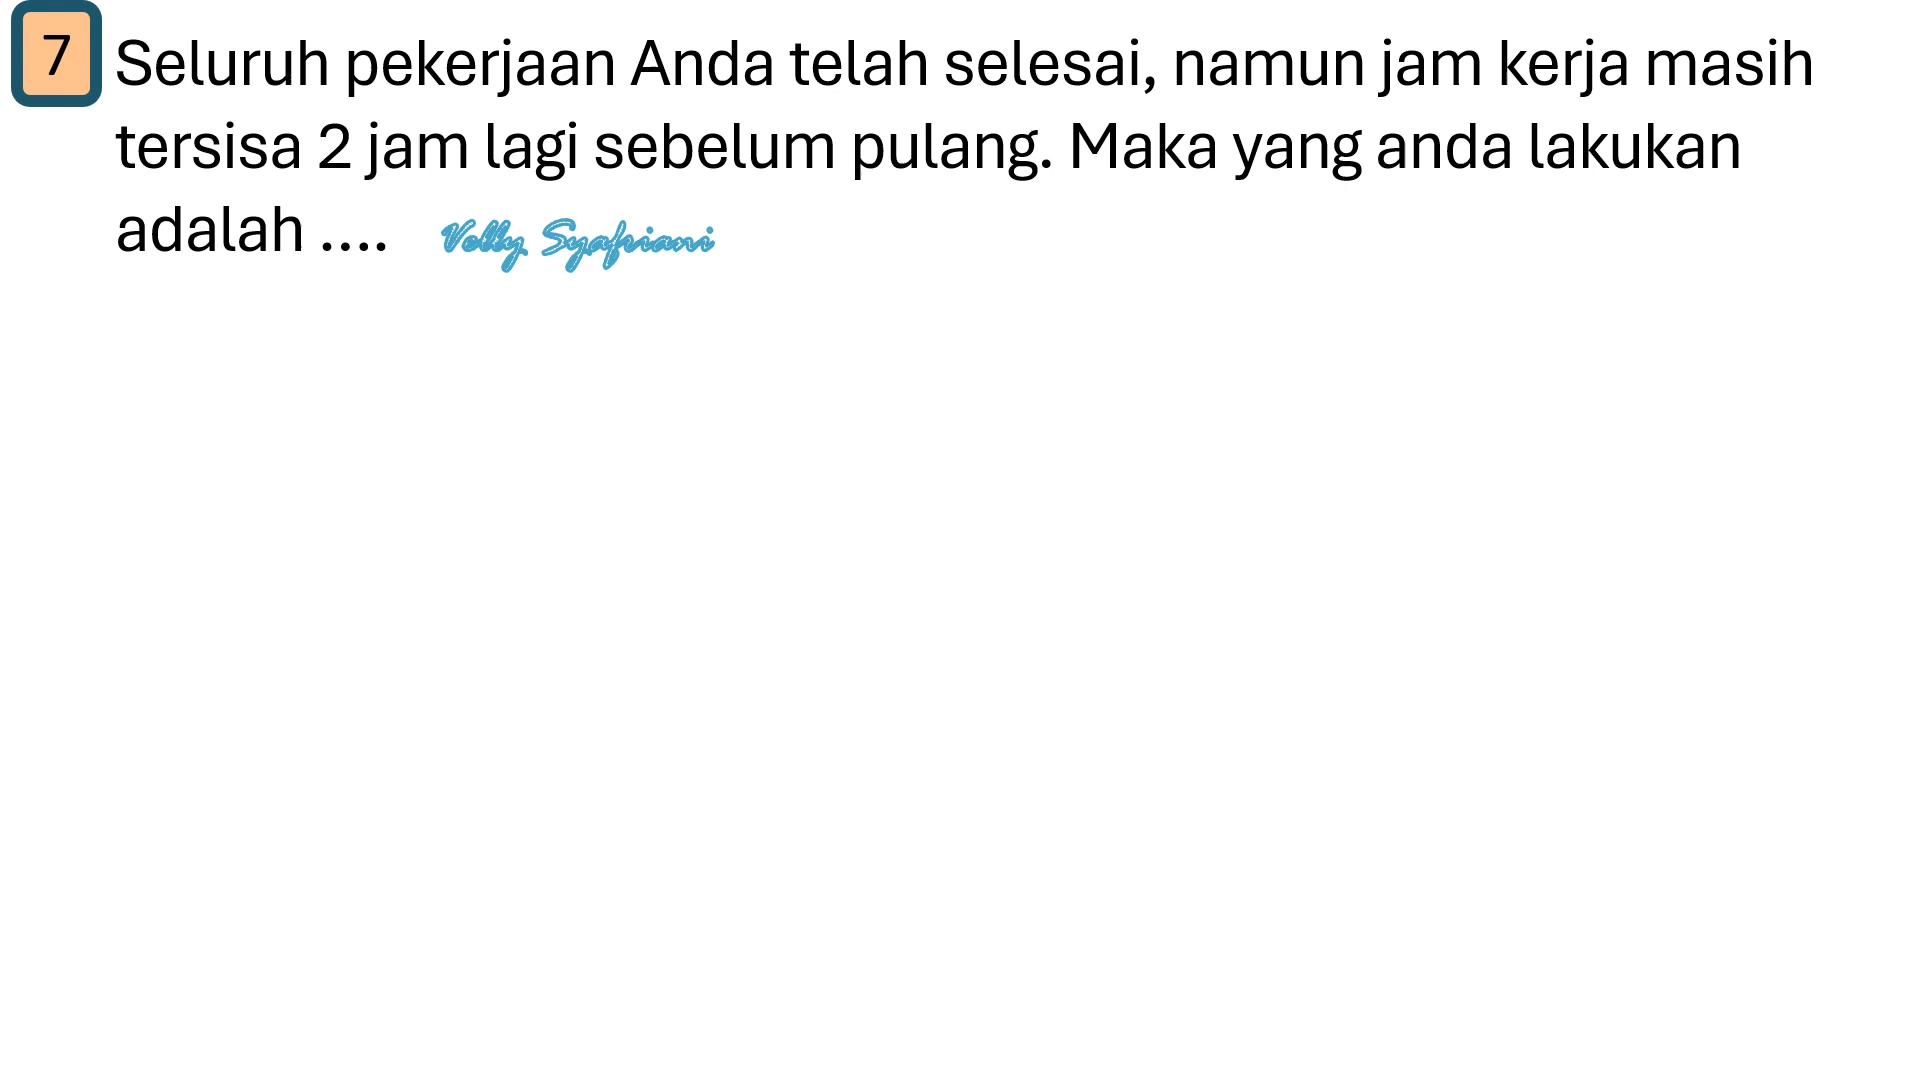 7
Seluruh pekerjaan Anda telah selesai, namun jam kerja masih
tersisa 2 jam lagi sebelum pulang. Maka yang anda lakukan
adalah ....
Velly Syafriani